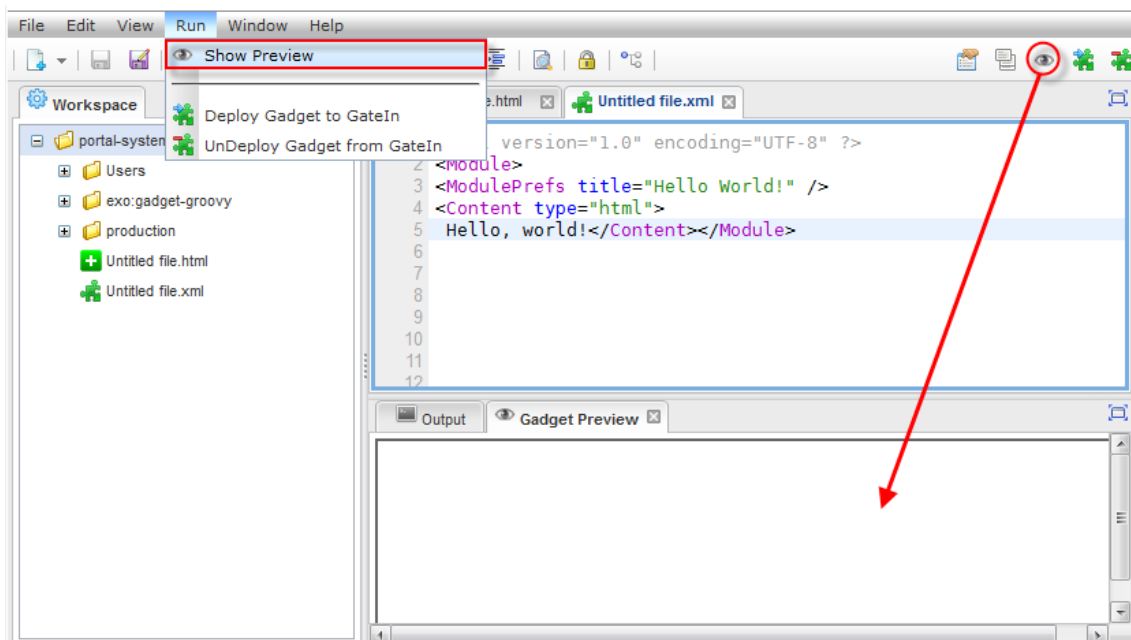 File Edit View Run Window Help
Show Preview
Deploy Gadget to GateIn
UnDeploy Gadget from GateIn
Workspace
.html
Untitled file.xml
portal-system
Users
exo:gadget-groovy
production
Untitled file.html
Untitled file.xml
version="1.0" encoding="UTF-8" ?>
2 <Module>
3 <ModulePrefs title="Hello World!" />
4 <Content type="html">
5 Hello, world!</Content></Module>
6
7
8
9
10
11
12
Output
Gadget Preview